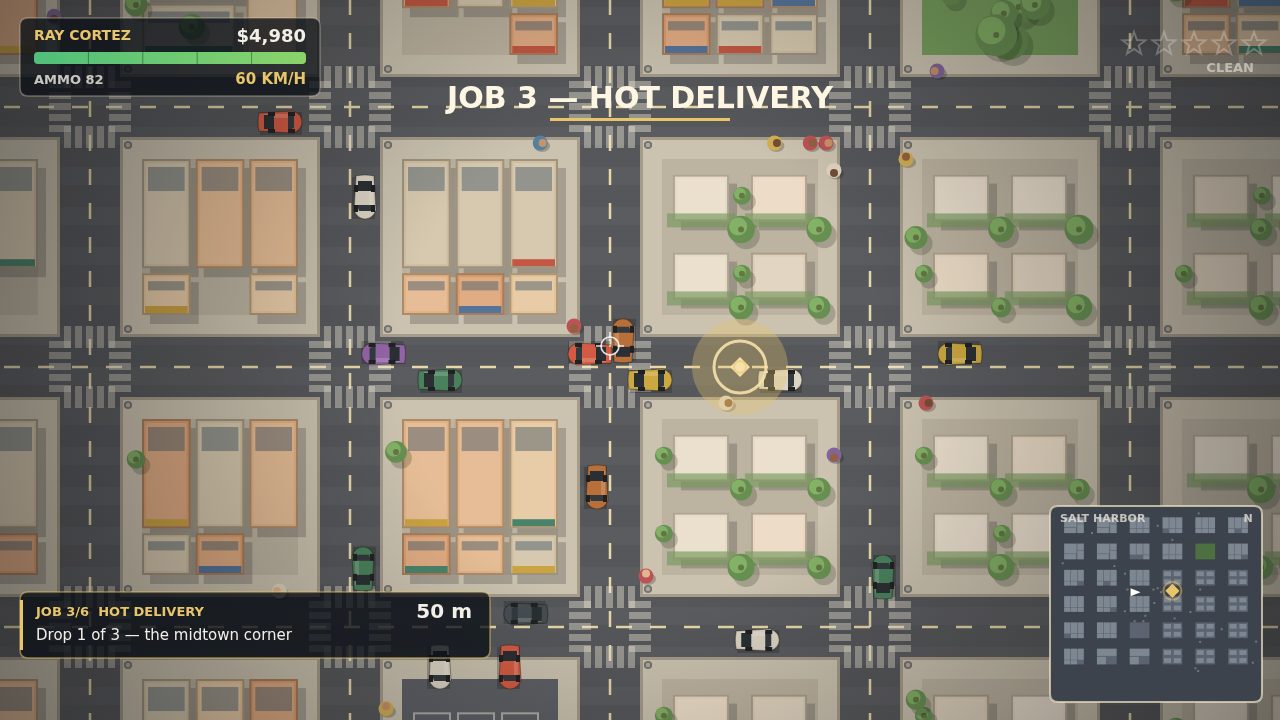 RAY CORTEZ $4,980
AMMO 82 60 KM/H
CLEAN
JOB 3 — HOT DELIVERY
JOB 3/6 HOT DELIVERY 50 m
Drop 1 of 3 — the midtown corner
SALT HARBOR N